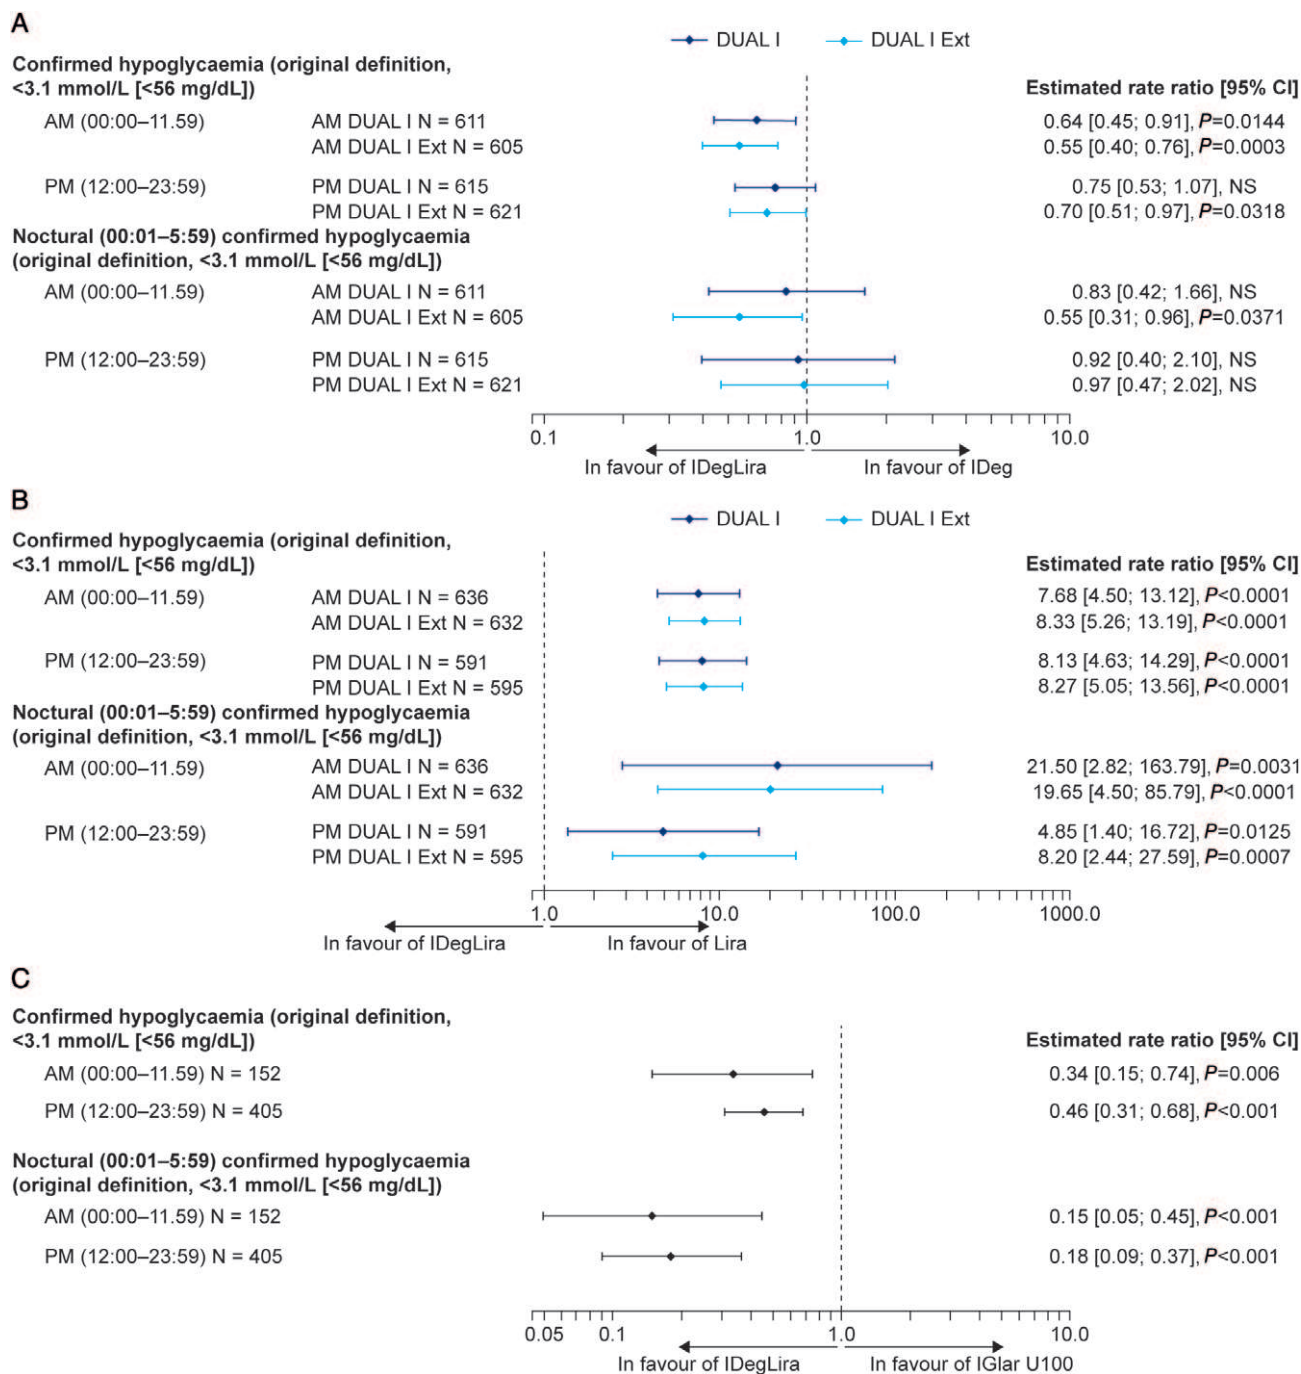 A
DUAL I DUAL I Ext
Confirmed hypoglycaemia (original definition,
<3.1 mmol/L [<56 mg/dL]) Estimated rate ratio [95% CI]
AM (00:00–11.59) AM DUAL I N = 611 0.64 [0.45; 0.91], P=0.0144
AM DUAL I Ext N = 605 0.55 [0.40; 0.76], P=0.0003
PM (12:00–23:59) PM DUAL I N = 615 0.75 [0.53; 1.07], NS
PM DUAL I Ext N = 621 0.70 [0.51; 0.97], P=0.0318
Noctural (00:01–5:59) confirmed hypoglycaemia
(original definition, <3.1 mmol/L [<56 mg/dL])
AM (00:00–11.59) AM DUAL I N = 611 0.83 [0.42; 1.66], NS
AM DUAL I Ext N = 605 0.55 [0.31; 0.96], P=0.0371
PM (12:00–23:59) PM DUAL I N = 615 0.92 [0.40; 2.10], NS
PM DUAL I Ext N = 621 0.97 [0.47; 2.02], NS
0.1 1.0 10.0
In favour of IDegLira In favour of IDeg
B
DUAL I DUAL I Ext
Confirmed hypoglycaemia (original definition,
<3.1 mmol/L [<56 mg/dL]) Estimated rate ratio [95% CI]
AM (00:00–11.59) AM DUAL I N = 636 7.68 [4.50; 13.12], P<0.0001
AM DUAL I Ext N = 632 8.33 [5.26; 13.19], P<0.0001
PM (12:00–23:59) PM DUAL I N = 591 8.13 [4.63; 14.29], P<0.0001
PM DUAL I Ext N = 595 8.27 [5.05; 13.56], P<0.0001
Noctural (00:01–5:59) confirmed hypoglycaemia
(original definition, <3.1 mmol/L [<56 mg/dL])
AM (00:00–11.59) AM DUAL I N = 636 21.50 [2.82; 163.79], P=0.0031
AM DUAL I Ext N = 632 19.65 [4.50; 85.79], P<0.0001
PM (12:00–23:59) PM DUAL I N = 591 4.85 [1.40; 16.72], P=0.0125
PM DUAL I Ext N = 595 8.20 [2.44; 27.59], P=0.0007
1.0 10.0 100.0 1000.0
In favour of IDegLira In favour of Lira
C
Confirmed hypoglycaemia (original definition,
<3.1 mmol/L [<56 mg/dL]) Estimated rate ratio [95% CI]
AM (00:00–11.59) N = 152 0.34 [0.15; 0.74], P=0.006
PM (12:00–23:59) N = 405 0.46 [0.31; 0.68], P<0.001
Noctural (00:01–5:59) confirmed hypoglycaemia
(original definition, <3.1 mmol/L [<56 mg/dL])
AM (00:00–11.59) N = 152 0.15 [0.05; 0.45], P<0.001
PM (12:00–23:59) N = 405 0.18 [0.09; 0.37], P<0.001
0.05 0.1 1.0 10.0
In favour of IDegLira In favour of IGlar U100